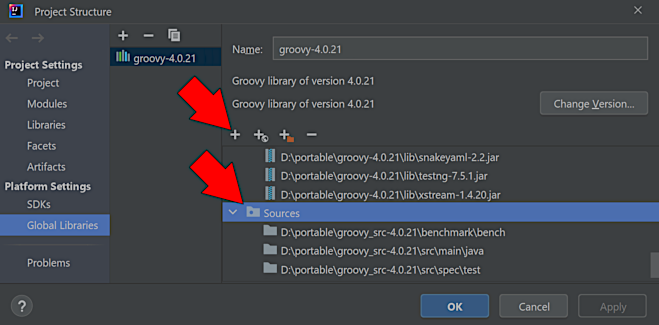 Project Structure
Project Settings
Project
Modules
Libraries
Facets
Artifacts
Platform Settings
SDKs
Global Libraries
Problems
groovy-4.0.21
Name: groovy-4.0.21
Groovy library of version 4.0.21
Groovy library of version 4.0.21
Change Version...
D:\portable\groovy-4.0.21\lib\snakeyaml-2.2.jar
D:\portable\groovy-4.0.21\lib\testng-7.5.1.jar
D:\portable\groovy-4.0.21\lib\xstream-1.4.20.jar
Sources
D:\portable\groovy_src-4.0.21\benchmark\bench
D:\portable\groovy_src-4.0.21\src\main\java
D:\portable\groovy_src-4.0.21\src\spec\test
?
OK
Cancel
Apply